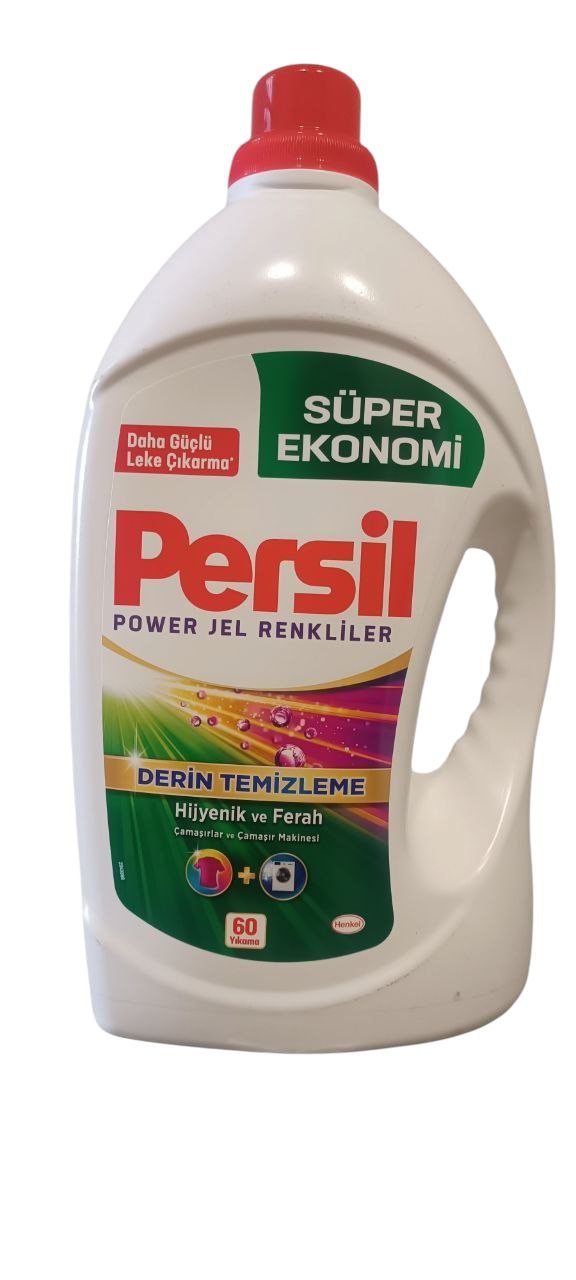 SÜPER
EKONOMİ
Daha Güçlü
Leke Çıkarma*
Persil
POWER JEL RENKLİLER
DERİN TEMİZLEME
Hijyenik ve Ferah
Çamaşırlar ve Çamaşır Makinesi
+
60
Yıkama
Henkel